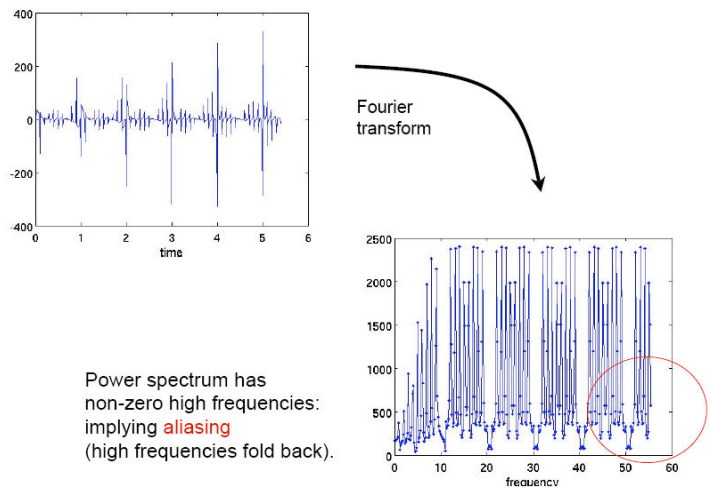 400
200
0
-200
-400
0 1 2 3 4 5 6
time
Fourier
transform
2500
2000
1500
1000
500
0
0 10 20 30 40 50 60
frequency
Power spectrum has
non-zero high frequencies:
implying aliasing
(high frequencies fold back).